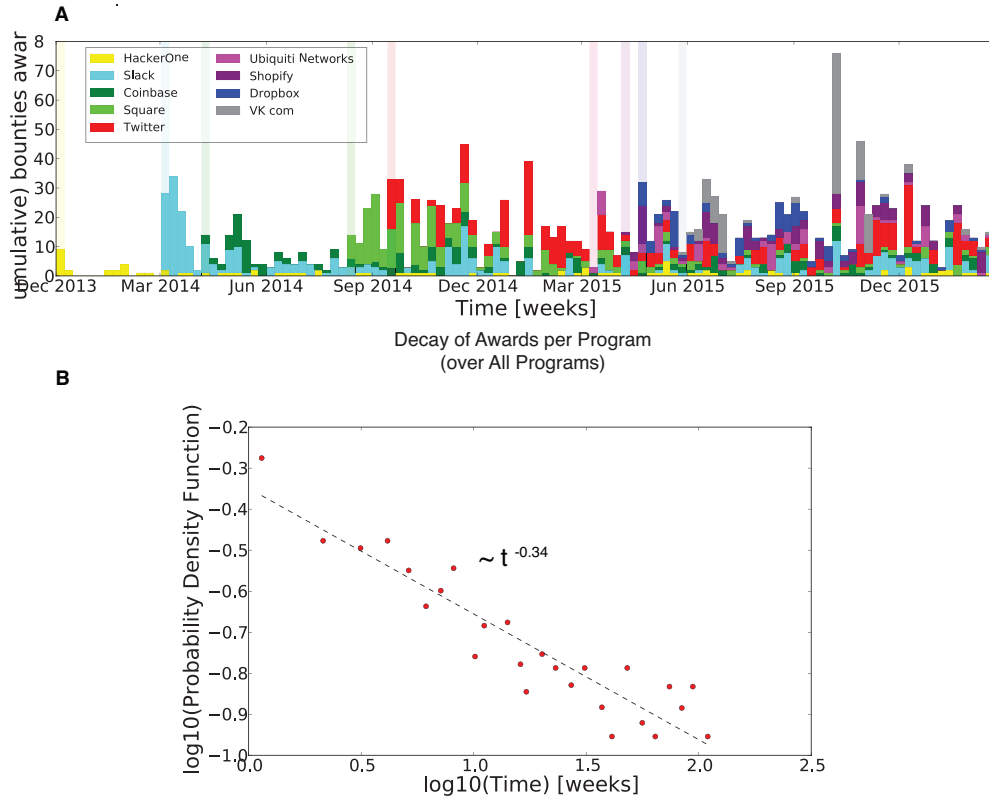 A
umulative) bounties awar
8
70
60
50
40
30
20
10
0
HackerOne
Slack
Coinbase
Square
Twitter
Ubiquiti Networks
Shopify
Dropbox
VK com
Dec 2013 Mar 2014 Jun 2014 Sep 2014 Dec 2014 Mar 2015 Jun 2015 Sep 2015 Dec 2015
Time [weeks]
Decay of Awards per Program
(over All Programs)
B
log10(Probability Density Function)
−0.2
−0.3
−0.4
−0.5
−0.6
−0.7
−0.8
−0.9
−1.0
~ t -0.34
0.0 0.5 1.0 1.5 2.0 2.5
log10(Time) [weeks]